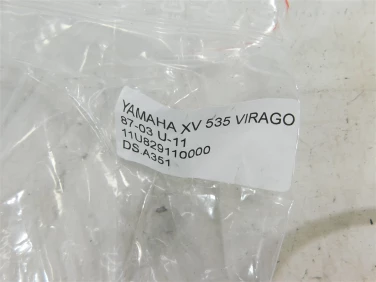 YAMAHA XV 535 VIRAGO
87-03 U-11
11U829110000
DS A351